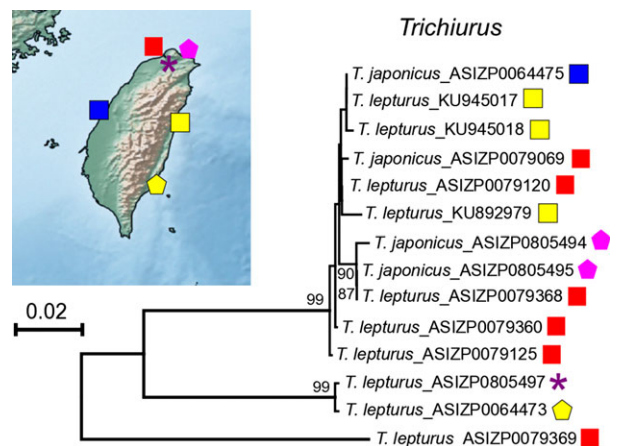 Trichiurus
T. japonicus_ASIZP0064475
T. lepturus_KU945017
T. lepturus_KU945018
T. japonicus_ASIZP0079069
T. lepturus_ASIZP0079120
T. lepturus_KU892979
T. japonicus_ASIZP0805494
T. japonicus_ASIZP0805495
90
87
T. lepturus_ASIZP0079368
0.02
99
T. lepturus_ASIZP0079360
T. lepturus_ASIZP0079125
99
T. lepturus_ASIZP0805497
T. lepturus_ASIZP0064473
T. lepturus_ASIZP0079369